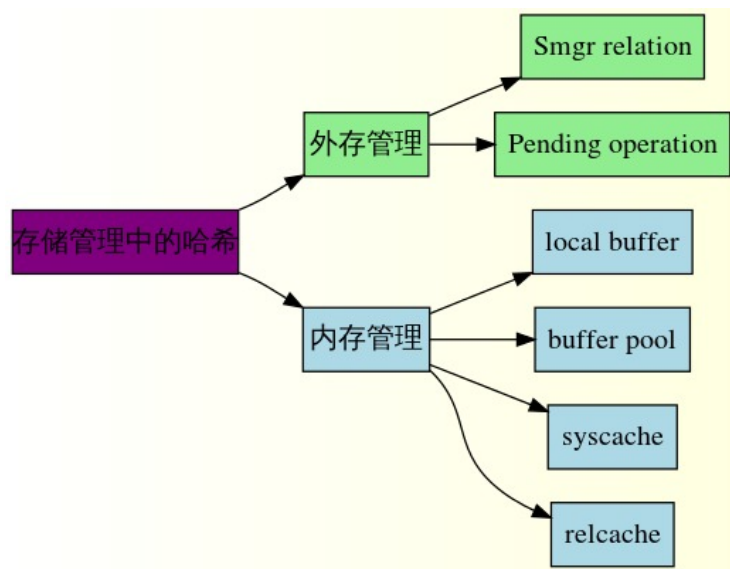 Smgr relation
外存管理
Pending operation
存储管理中的哈希
local buffer
内存管理
buffer pool
syscache
relcache